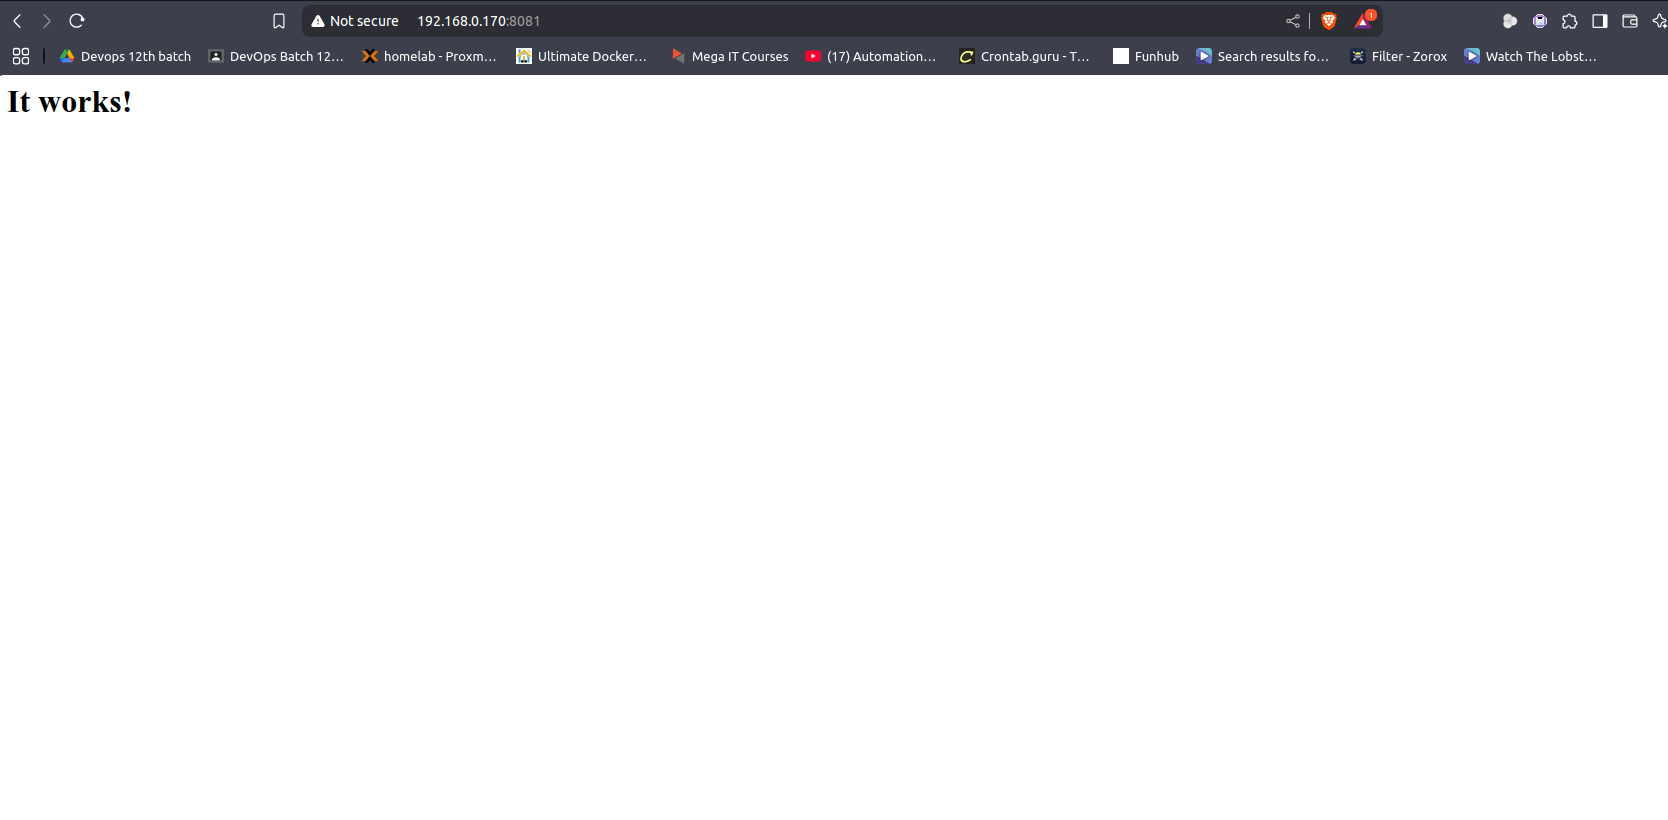 Not secure 192.168.0.170:8081
1
Devops 12th batch DevOps Batch 12... homelab - Proxm... Ultimate Docker... Mega IT Courses (17) Automation... Crontab.guru - T... Funhub Search results fo... Filter - Zorox Watch The Lobst...
It works!